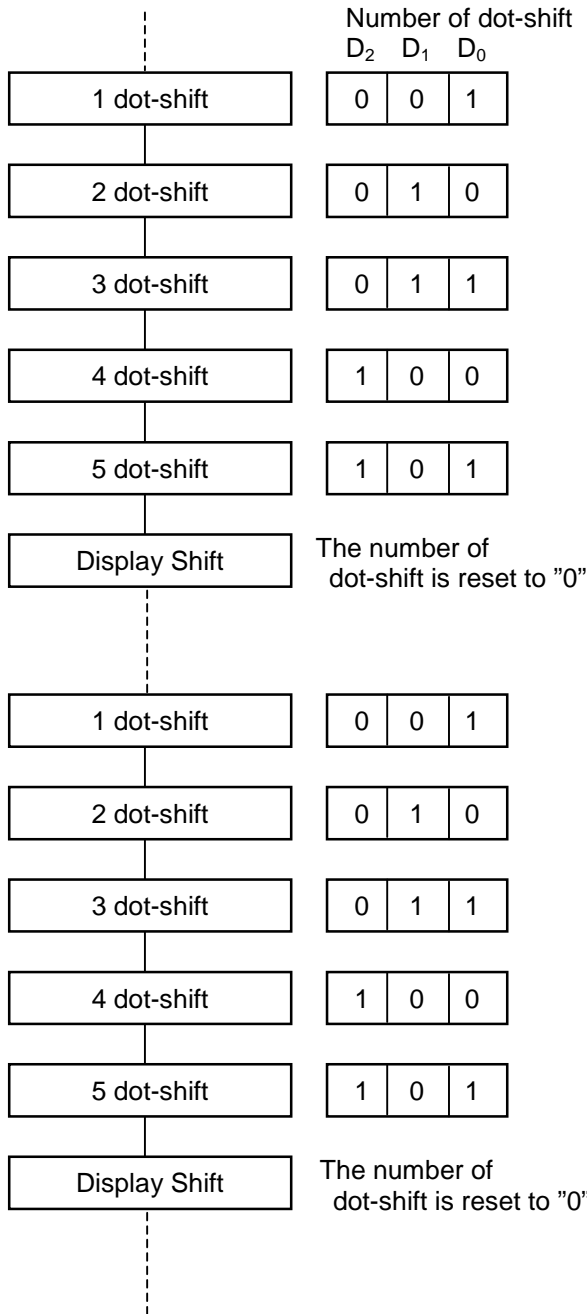 Number of dot-shift
D₂ D₁ D₀
1 dot-shift 0 0 1
2 dot-shift 0 1 0
3 dot-shift 0 1 1
4 dot-shift 1 0 0
5 dot-shift 1 0 1
Display Shift The number of
dot-shift is reset to ”0”
1 dot-shift 0 0 1
2 dot-shift 0 1 0
3 dot-shift 0 1 1
4 dot-shift 1 0 0
5 dot-shift 1 0 1
Display Shift The number of
dot-shift is reset to ”0”